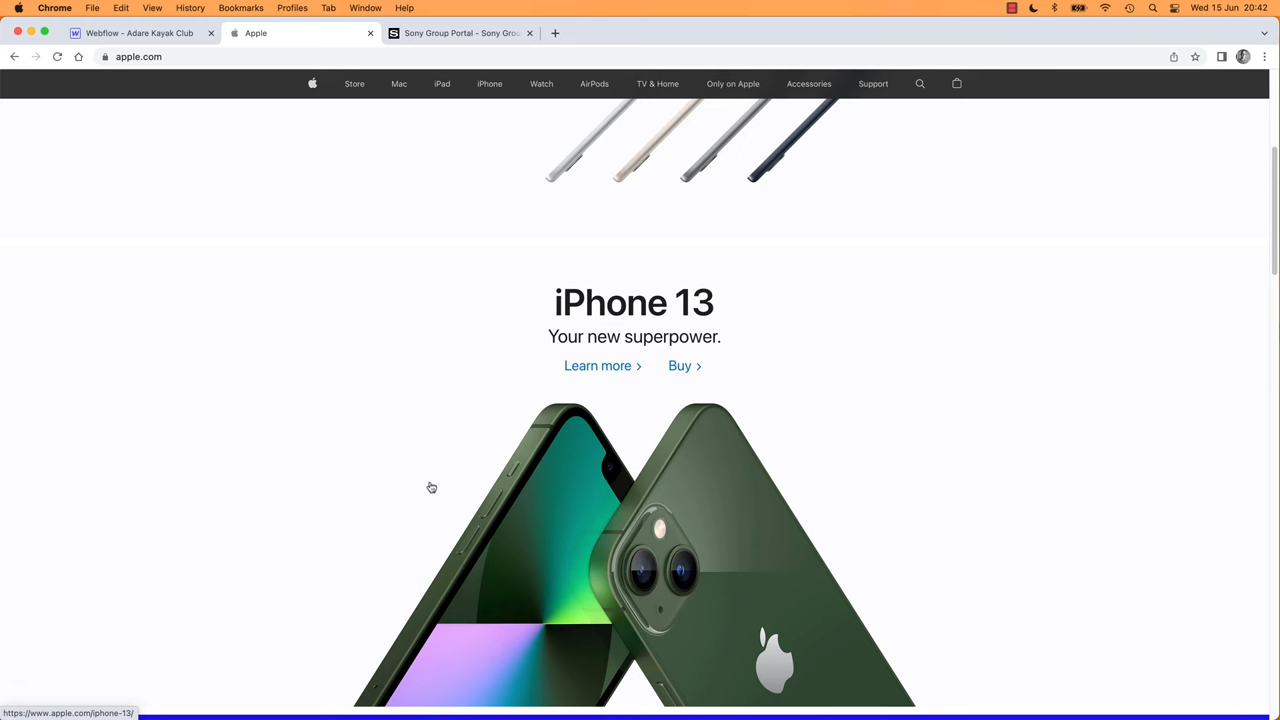 Chrome File Edit View History Bookmarks Profiles Tab Window Help Wed 15 Jun 20:42
Webflow - Adare Kayak Club Apple Sony Group Portal - Sony Grou
apple.com
Store Mac iPad iPhone Watch AirPods TV & Home Only on Apple Accessories Support
iPhone 13
Your new superpower.
Learn more > Buy >
https://www.apple.com/iphone-13/